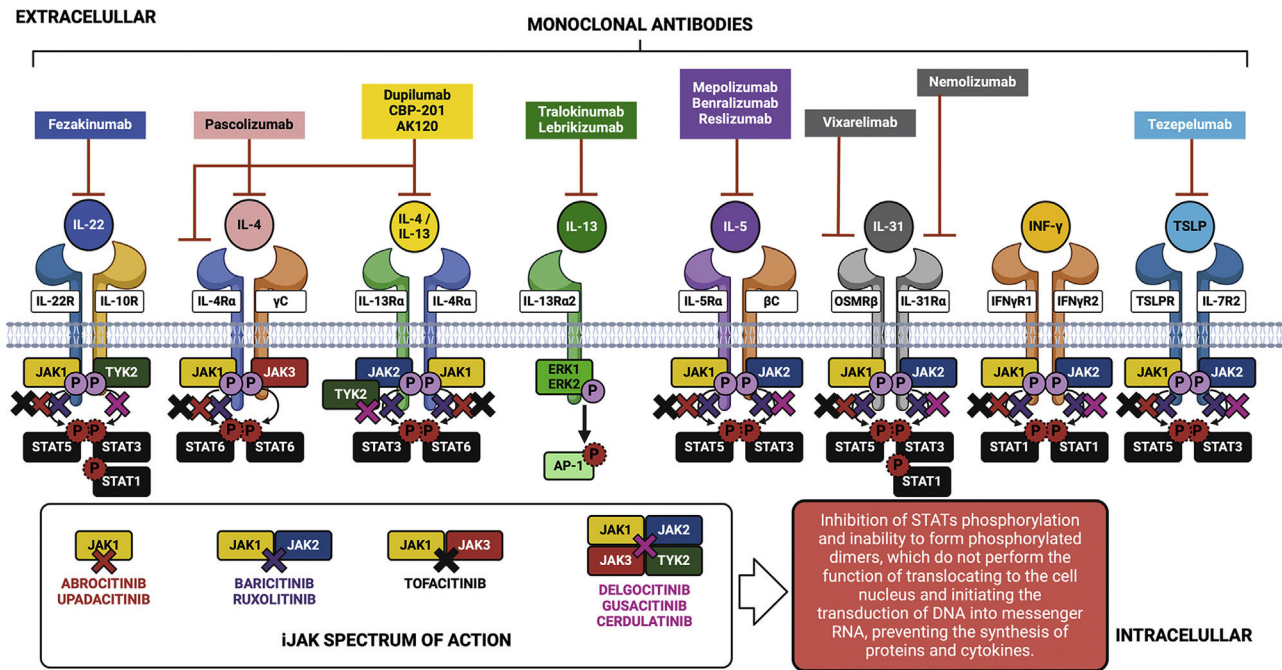 EXTRACELULLAR
MONOCLONAL ANTIBODIES
Fezakinumab
Pascolizumab
Dupilumab
CBP-201
AK120
Tralokinumab
Lebrikizumab
Mepolizumab
Benralizumab
Reslizumab
Vixarelimab
Nemolizumab
Tezepelumab
IL-22
IL-4
IL-4 /
IL-13
IL-13
IL-5
IL-31
INF-γ
TSLP
IL-22R
IL-10R
IL-4Rα
γC
IL-13Rα
IL-4Rα
IL-13Rα2
IL-5Rα
βC
OSMRβ
IL-31Rα
IFNγR1
IFNγR2
TSLPR
IL-7R2
JAK1
P
P
TYK2
STAT5
P
P
STAT3
P
STAT1
JAK1
P
P
JAK3
STAT6
P
P
STAT6
JAK2
TYK2
P
P
JAK1
STAT3
P
P
STAT6
ERK1
ERK2
P
AP-1
P
JAK1
P
P
JAK2
STAT5
P
P
STAT3
JAK1
P
P
JAK2
STAT5
P
P
STAT3
P
STAT1
JAK1
P
P
JAK2
STAT1
P
P
STAT1
JAK1
P
P
JAK2
STAT5
P
P
STAT3
JAK1
ABROCITINIB
UPADACITINIB
JAK1
JAK2
BARICITINIB
RUXOLITINIB
JAK1
JAK3
TOFACITINIB
JAK1
JAK2
JAK3
TYK2
DELGOCITINIB
GUSACITINIB
CERDULATINIB
iJAK SPECTRUM OF ACTION
Inhibition of STATs phosphorylation
and inability to form phosphorylated
dimers, which do not perform the
function of translocating to the cell
nucleus and initiating the
transduction of DNA into messenger
RNA, preventing the synthesis of
proteins and cytokines.
INTRACELULLAR